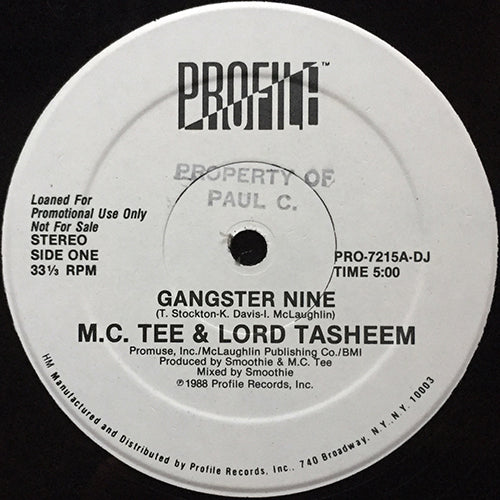 PROFILE™
PROPERTY OF
PAUL C.
Loaned For
Promotional Use Only
Not For Sale
STEREO
SIDE ONE
33⅓ RPM
PRO-7215A-DJ
TIME 5:00
GANGSTER NINE
(T. Stockton-K. Davis-I. McLaughlin)
M.C. TEE & LORD TASHEEM
Promuse, Inc./McLaughlin Publishing Co./BMI
Produced by Smoothie & M.C. Tee
Mixed by Smoothie
℗1988 Profile Records, Inc.
HM Manufactured and Distributed by Profile Records, Inc., 740 Broadway, N.Y., N.Y. 10003